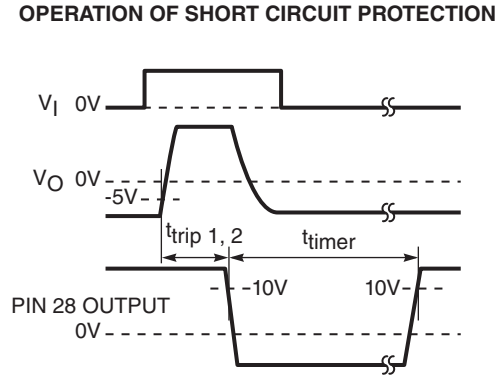 OPERATION OF SHORT CIRCUIT PROTECTION
VI 0V
VO 0V
-5V
ttrip 1, 2
ttimer
-10V
10V
PIN 28 OUTPUT
0V